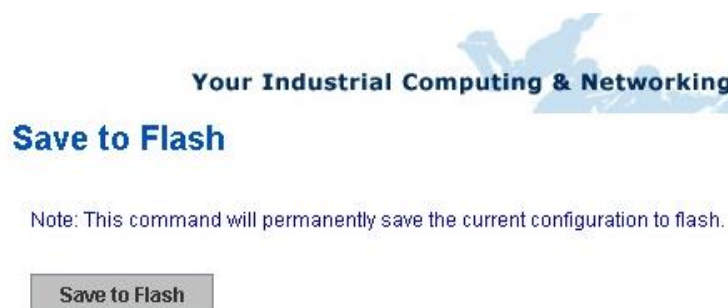 Your Industrial Computing & Networking
Save to Flash
Note: This command will permanently save the current configuration to flash.
Save to Flash